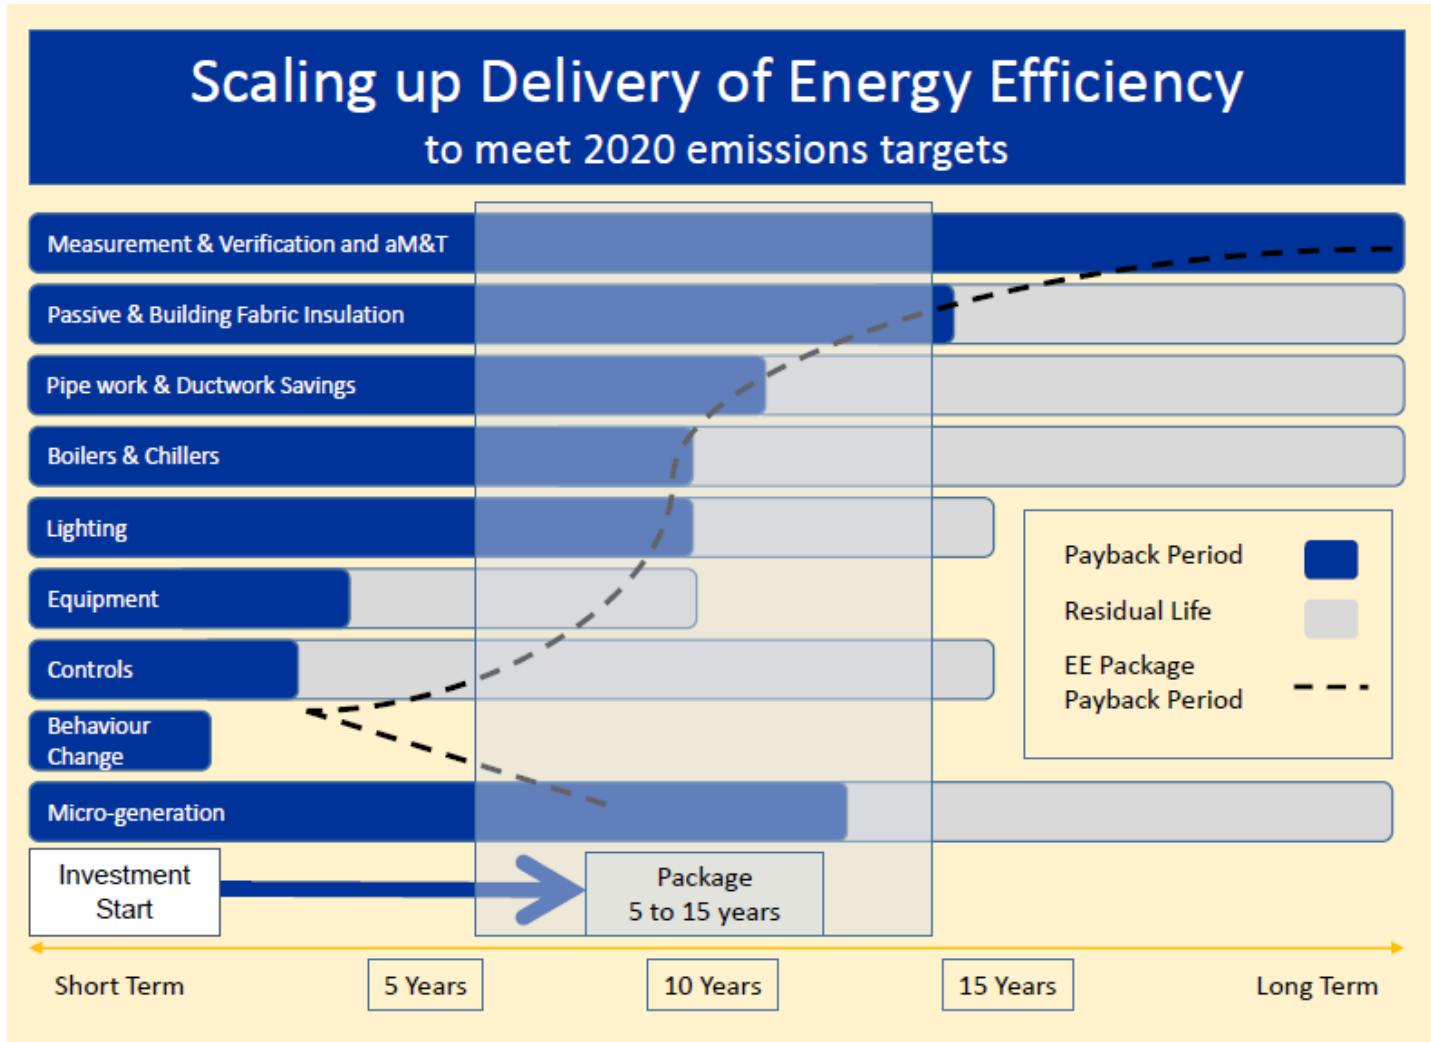 Scaling up Delivery of Energy Efficiency
to meet 2020 emissions targets
Measurement & Verification and aM&T
Passive & Building Fabric Insulation
Pipe work & Ductwork Savings
Boilers & Chillers
Lighting
Equipment
Controls
Behaviour
Change
Micro-generation
Payback Period
Residual Life
EE Package
Payback Period
Investment
Start
Package
5 to 15 years
Short Term
5 Years
10 Years
15 Years
Long Term